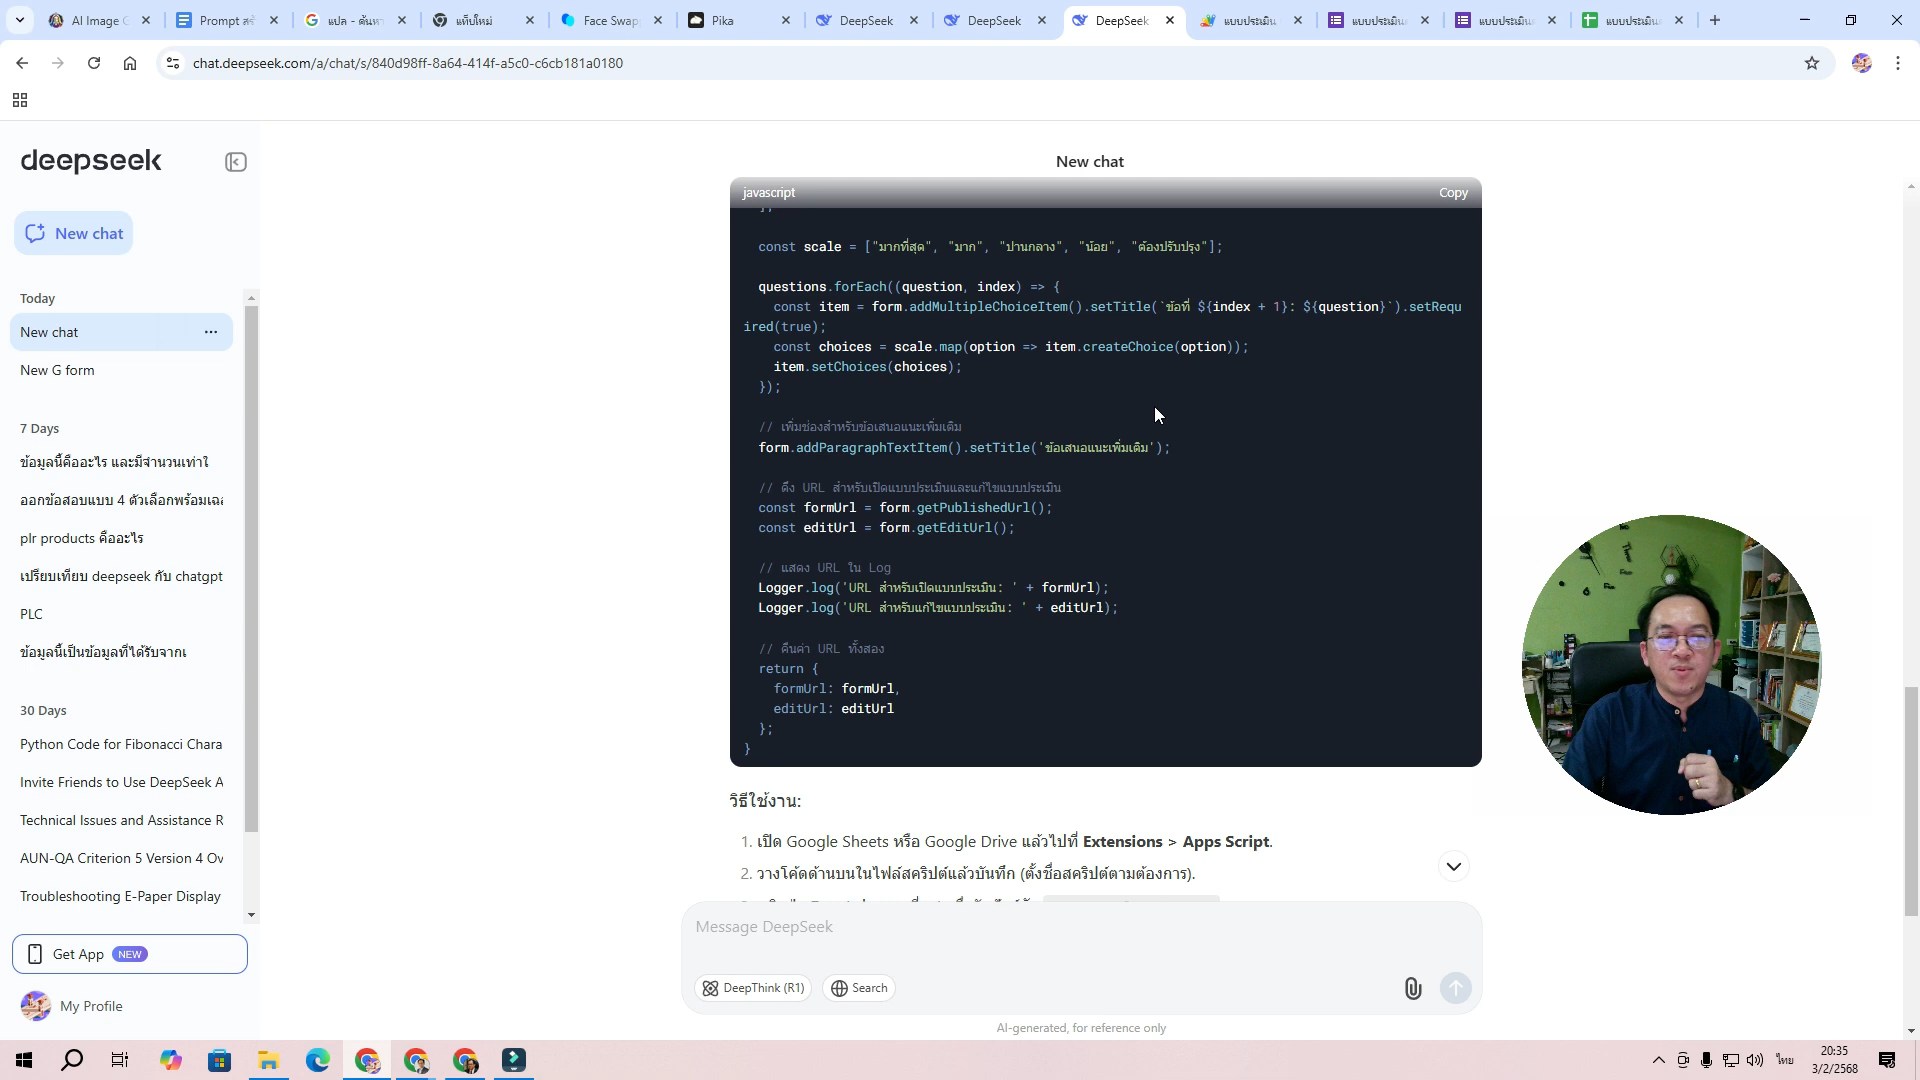 AI Image G
Prompt สร้
แปล - ค้นหา
แท็บใหม่
Face Swap
Pika
DeepSeek
DeepSeek
DeepSeek
แบบประเมิน
แบบประเมิน
แบบประเมิน
แบบประเมิน
chat.deepseek.com/a/chat/s/840d98ff-8a64-414f-a5c0-c6cb181a0180
deepseek
New chat
Today
New chat
New G form
7 Days
ข้อมูลนี้คืออะไร และมีจำนวนเท่าใ
ออกข้อสอบแบบ 4 ตัวเลือกพร้อมเฉล
plr products คืออะไร
เปรียบเทียบ deepseek กับ chatgpt
PLC
ข้อมูลนี้เป็นข้อมูลที่ได้รับจากเ
30 Days
Python Code for Fibonacci Chara
Invite Friends to Use DeepSeek A
Technical Issues and Assistance R
AUN-QA Criterion 5 Version 4 Ov
Troubleshooting E-Paper Display
Get App NEW
My Profile
New chat
javascript Copy
];
const scale = ["มากที่สุด", "มาก", "ปานกลาง", "น้อย", "ต้องปรับปรุง"];
questions.forEach((question, index) => {
const item = form.addMultipleChoiceItem().setTitle(`ข้อที่ ${index + 1}: ${question}`).setRequ
ired(true);
const choices = scale.map(option => item.createChoice(option));
item.setChoices(choices);
});
// เพิ่มช่องสำหรับข้อเสนอแนะเพิ่มเติม
form.addParagraphTextItem().setTitle('ข้อเสนอแนะเพิ่มเติม');
// ดึง URL สำหรับเปิดแบบประเมินและแก้ไขแบบประเมิน
const formUrl = form.getPublishedUrl();
const editUrl = form.getEditUrl();
// แสดง URL ใน Log
Logger.log('URL สำหรับเปิดแบบประเมิน: ' + formUrl);
Logger.log('URL สำหรับแก้ไขแบบประเมิน: ' + editUrl);
// คืนค่า URL ทั้งสอง
return {
formUrl: formUrl,
editUrl: editUrl
};
}
วิธีใช้งาน:
1. เปิด Google Sheets หรือ Google Drive แล้วไปที่ Extensions > Apps Script.
2. วางโค้ดด้านบนในไฟล์สคริปต์แล้วบันทึก (ตั้งชื่อสคริปต์ตามต้องการ).
Message DeepSeek
DeepThink (R1) Search
AI-generated, for reference only
ไทย
20:35
3/2/2568